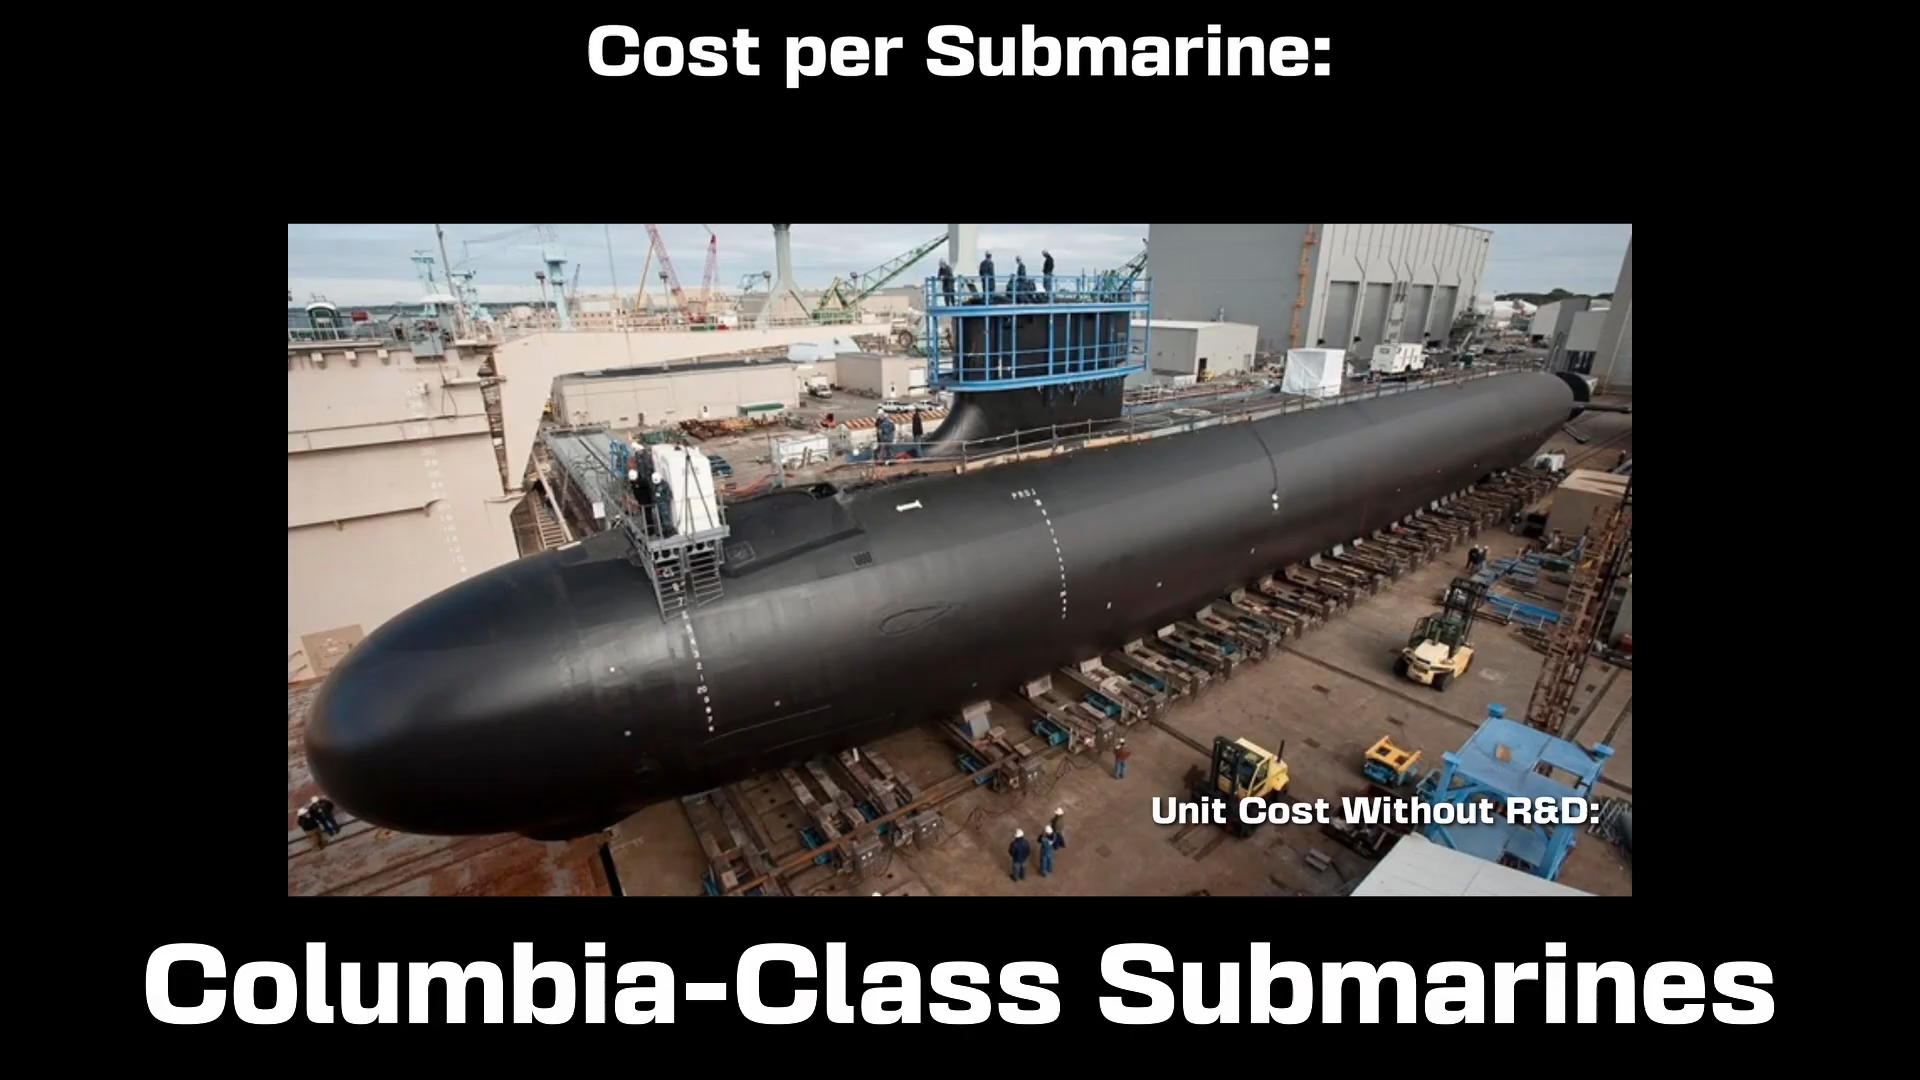 Cost per Submarine:
Unit Cost Without R&D:
Columbia-Class Submarines